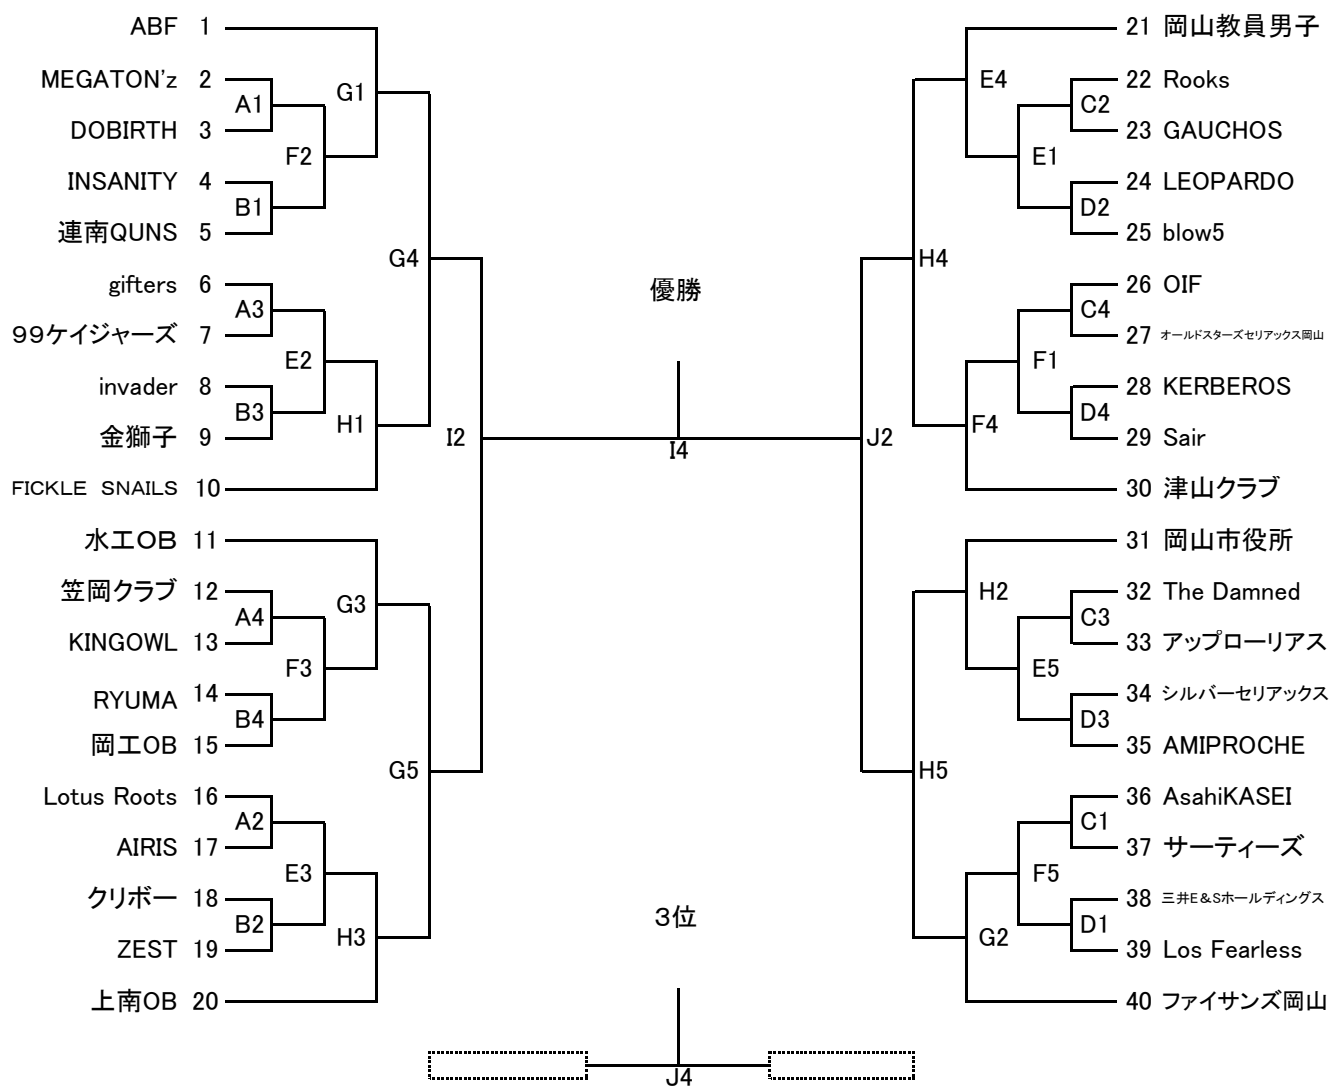 ABF 1
MEGATON'z 2
A1
DOBIRTH 3
G1
F2
INSANITY 4
B1
連南QUNS 5
G4
gifters 6
A3
99ケイジャーズ 7
E2
invader 8
B3
金獅子 9
H1
FICKLE SNAILS 10
I2
水工OB 11
笠岡クラブ 12
A4
KINGOWL 13
G3
F3
RYUMA 14
B4
岡工OB 15
G5
Lotus Roots 16
A2
AIRIS 17
E3
クリボー 18
B2
ZEST 19
H3
上南OB 20
優勝
I4
3位
J4
21 岡山教員男子
E4
22 Rooks
C2
23 GAUCHOS
E1
24 LEOPARDO
D2
25 blow5
H4
26 OIF
C4
27 オールドスターズセリアックス岡山
F1
28 KERBEROS
D4
29 Sair
F4
J2
30 津山クラブ
31 岡山市役所
H2
32 The Damned
C3
33 アップローリアス
E5
34 シルバーセリアックス
D3
35 AMIPROCHE
H5
36 AsahiKASEI
C1
37 サーティーズ
F5
38 三井E&Sホールディングス
D1
39 Los Fearless
G2
40 ファイサンズ岡山